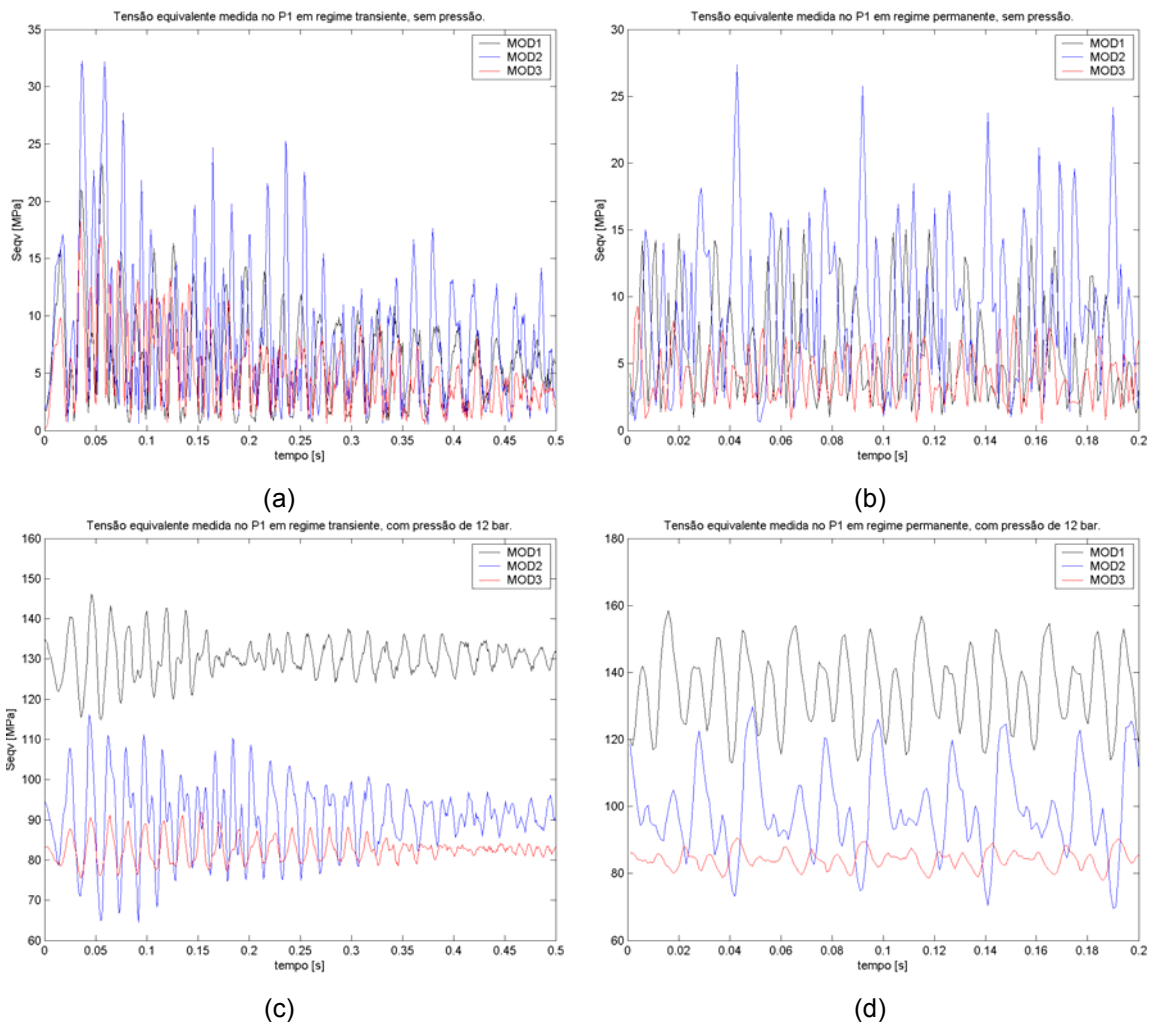 Tensão equivalente medida no P1 em regime transiente, sem pressão.
35
30
25
20
15
10
5
0
Seqv [MPa]
MOD1
MOD2
MOD3
0 0.05 0.1 0.15 0.2 0.25 0.3 0.35 0.4 0.45 0.5
tempo [s]
(a)
Tensão equivalente medida no P1 em regime permanente, sem pressão.
30
25
20
15
10
5
0
Seqv [MPa]
MOD1
MOD2
MOD3
0 0.02 0.04 0.06 0.08 0.1 0.12 0.14 0.16 0.18 0.2
tempo [s]
(b)
Tensão equivalente medida no P1 em regime transiente, com pressão de 12 bar.
160
150
140
130
120
110
100
90
80
70
60
Seqv [MPa]
MOD1
MOD2
MOD3
0 0.05 0.1 0.15 0.2 0.25 0.3 0.35 0.4 0.45 0.5
tempo [s]
(c)
Tensão equivalente medida no P1 em regime permanente, com pressão de 12 bar.
180
160
140
120
100
80
60
Seqv [MPa]
MOD1
MOD2
MOD3
0 0.02 0.04 0.06 0.08 0.1 0.12 0.14 0.16 0.18 0.2
tempo [s]
(d)